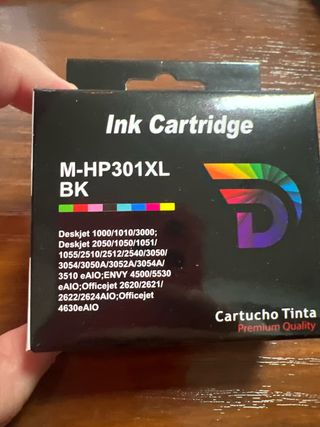 Ink Cartridge
M-HP301XL
BK
Deskjet 1000/1010/3000;
Deskjet 2050/1050/1051/
1055/2510/2512/2540/3050/
3054/3050A/3052A/3054A/
3510 eAIO;ENVY 4500/5530
eAIO;Officejet 2620/2621/
2622/2624AIO;Officejet
4630eAIO
Cartucho Tinta
Premium Quality